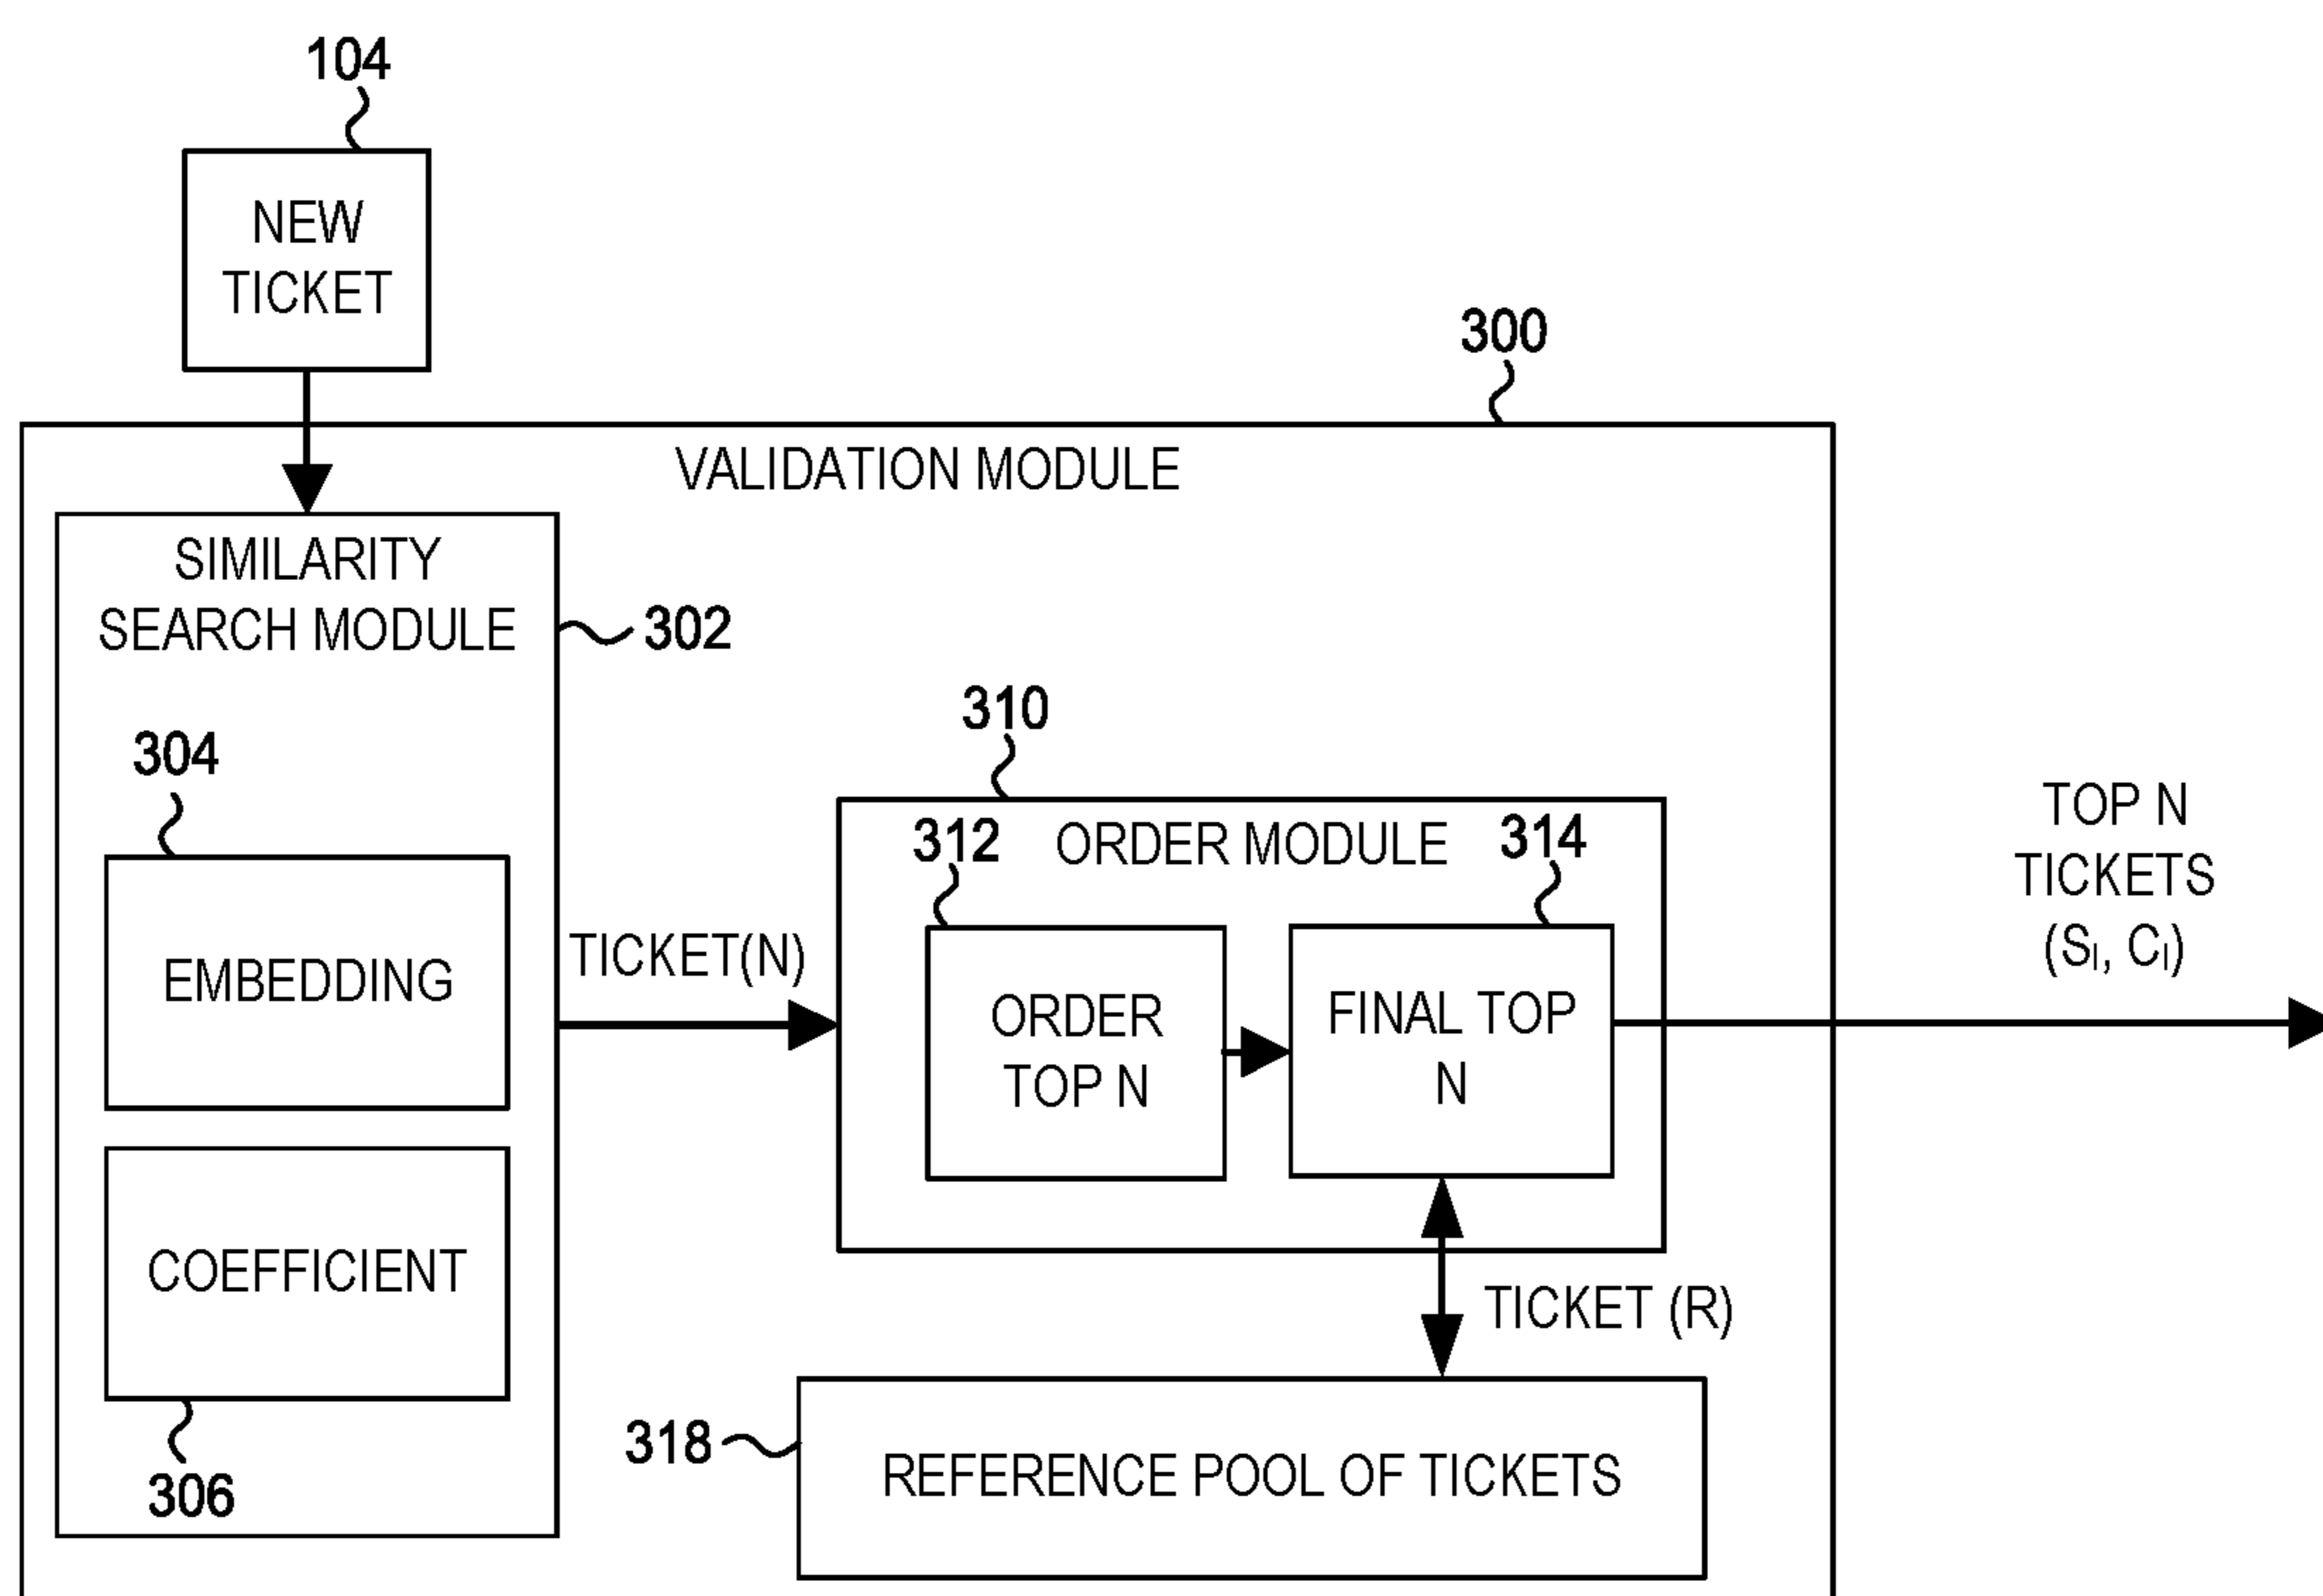 104
NEW
TICKET
300
VALIDATION MODULE
SIMILARITY
SEARCH MODULE
302
304
EMBEDDING
COEFFICIENT
306
TICKET(N)
310
312
ORDER MODULE
314
ORDER
TOP N
FINAL TOP
N
TICKET (R)
318
REFERENCE POOL OF TICKETS
TOP N
TICKETS
(SI, CI)